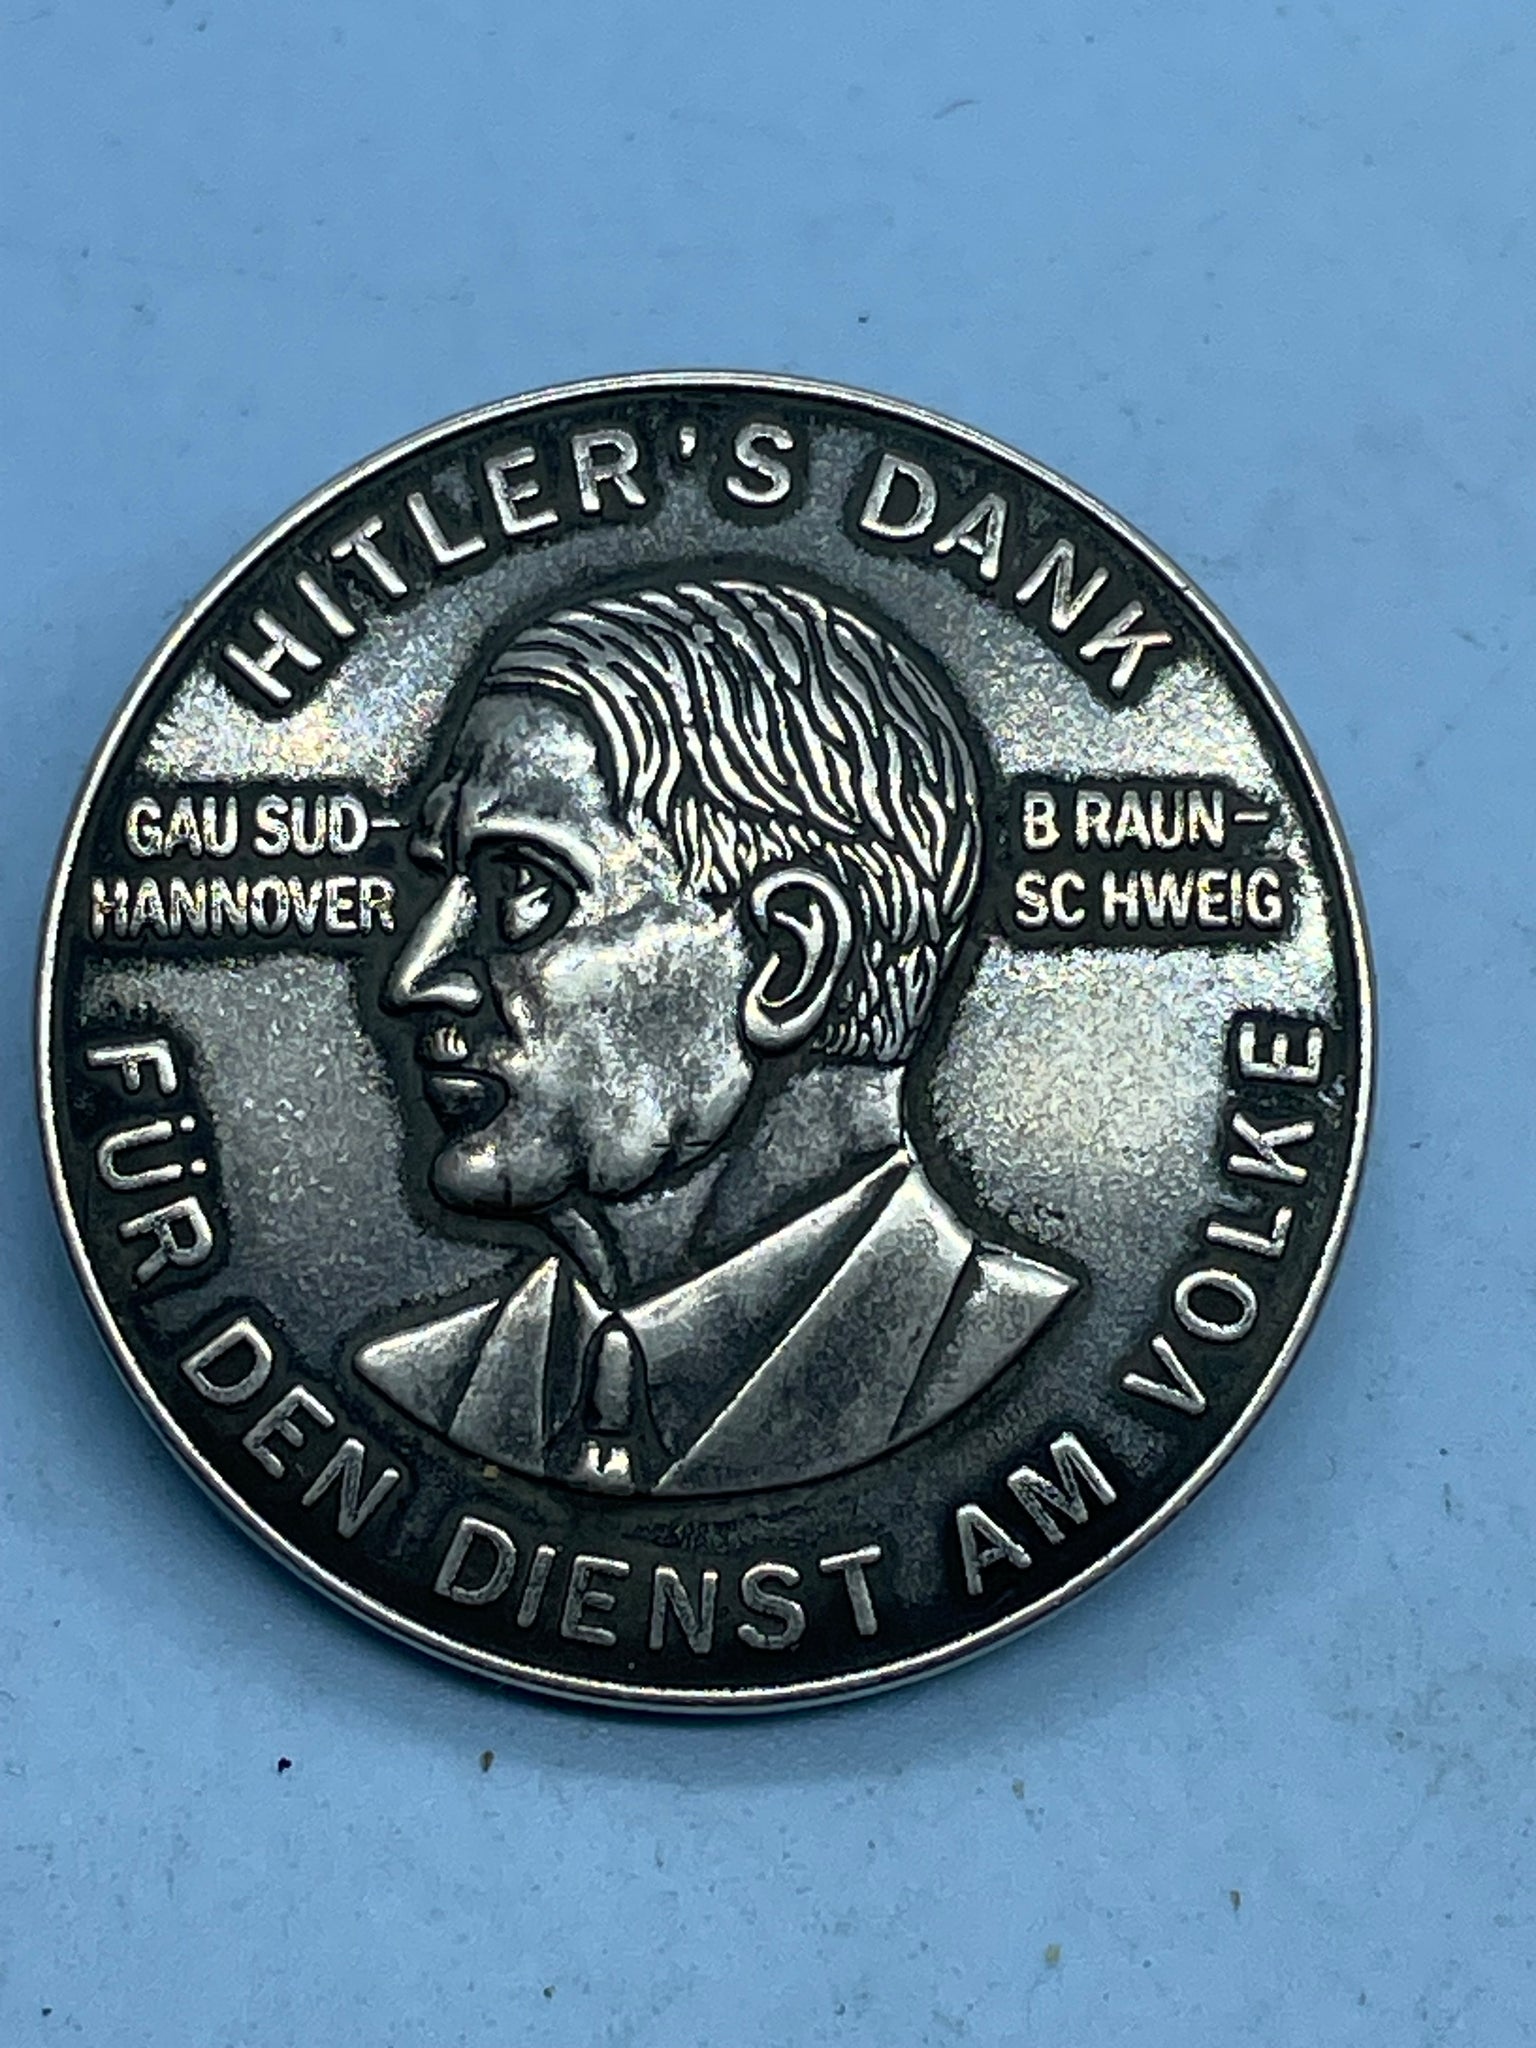 HITLER'S DANK
GAU SUD-
HANNOVER
B RAUN-
SC HWEIG
FÜR DEN DIENST AM VOLKE